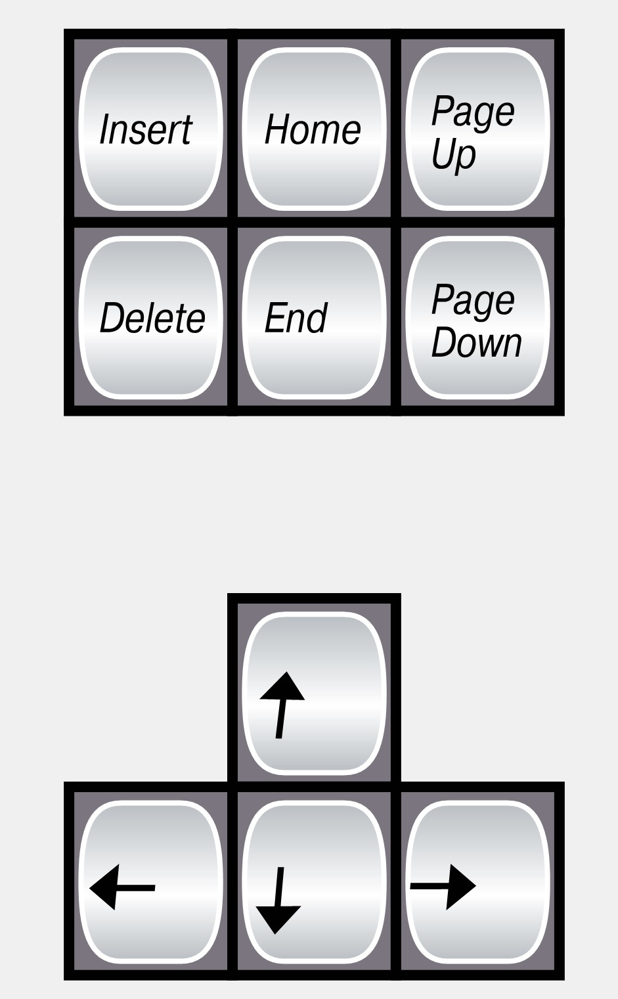 Insert
Home
Page
Up
Delete
End
Page
Down